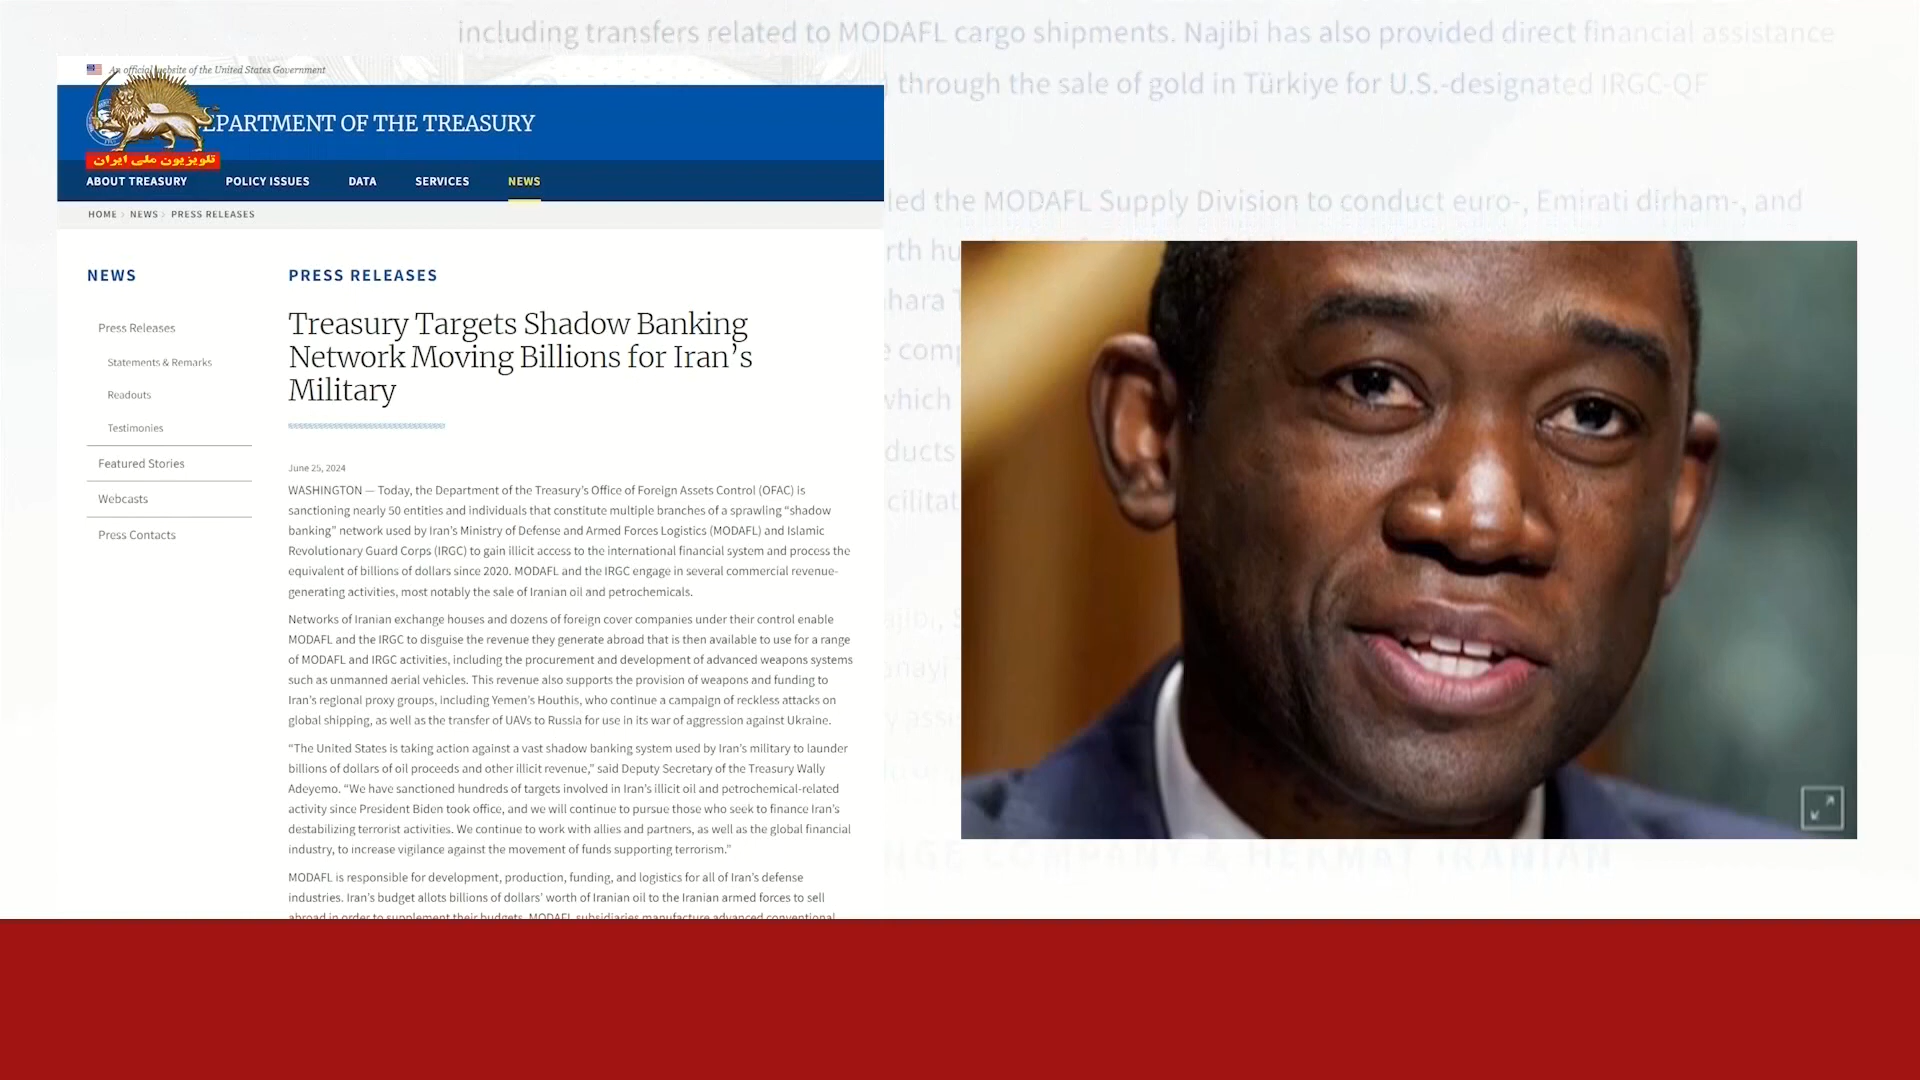 including transfers related to MODAFL cargo shipments. Najibi has also provided direct financial assistance
through the sale of gold in Türkiye for U.S.-designated IRGC-QF
led the MODAFL Supply Division to conduct euro-, Emirati dirham-, and
An official website of the United States Government
DEPARTMENT OF THE TREASURY
تلویزیون ملی ایران
ABOUT TREASURY POLICY ISSUES DATA SERVICES NEWS
HOME NEWS PRESS RELEASES
NEWS
Press Releases
Statements & Remarks
Readouts
Testimonies
Featured Stories
Webcasts
Press Contacts
PRESS RELEASES
Treasury Targets Shadow Banking
Network Moving Billions for Iran’s
Military
June 25, 2024
WASHINGTON — Today, the Department of the Treasury’s Office of Foreign Assets Control (OFAC) is
sanctioning nearly 50 entities and individuals that constitute multiple branches of a sprawling “shadow
banking” network used by Iran’s Ministry of Defense and Armed Forces Logistics (MODAFL) and Islamic
Revolutionary Guard Corps (IRGC) to gain illicit access to the international financial system and process the
equivalent of billions of dollars since 2020. MODAFL and the IRGC engage in several commercial revenue-
generating activities, most notably the sale of Iranian oil and petrochemicals.
Networks of Iranian exchange houses and dozens of foreign cover companies under their control enable
MODAFL and the IRGC to disguise the revenue they generate abroad that is then available to use for a range
of MODAFL and IRGC activities, including the procurement and development of advanced weapons systems
such as unmanned aerial vehicles. This revenue also supports the provision of weapons and funding to
Iran’s regional proxy groups, including Yemen’s Houthis, who continue a campaign of reckless attacks on
global shipping, as well as the transfer of UAVs to Russia for use in its war of aggression against Ukraine.
“The United States is taking action against a vast shadow banking system used by Iran’s military to launder
billions of dollars of oil proceeds and other illicit revenue,” said Deputy Secretary of the Treasury Wally
Adeyemo. “We have sanctioned hundreds of targets involved in Iran’s illicit oil and petrochemical-related
activity since President Biden took office, and we will continue to pursue those who seek to finance Iran’s
destabilizing terrorist activities. We continue to work with allies and partners, as well as the global financial
industry, to increase vigilance against the movement of funds supporting terrorism.”
MODAFL is responsible for development, production, funding, and logistics for all of Iran’s defense
industries. Iran’s budget allots billions of dollars’ worth of Iranian oil to the Iranian armed forces to sell
abroad in order to supplement their budgets. MODAFL subsidiaries manufacture advanced conventional
which
COMPANY & HEKMAT IRANIAN